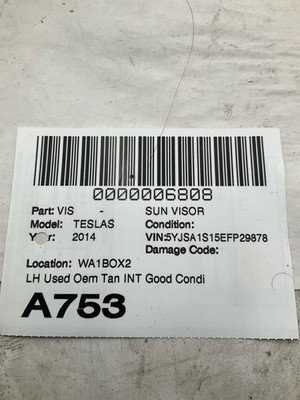 0000006808
Part: VIS - SUN VISOR
Model: TESLAS Condition:
Year: 2014 VIN:5YJSA1S15EFP29878
Damage Code:
Location: WA1BOX2
LH Used Oem Tan INT Good Condi
A753